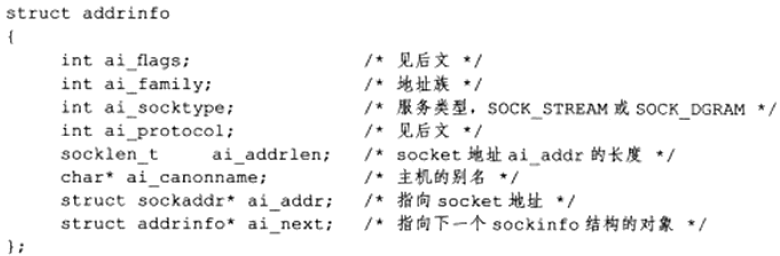 struct addrinfo
{
int ai_flags; /* 见后文 */
int ai_family; /* 地址族 */
int ai_socktype; /* 服务类型，SOCK_STREAM 或 SOCK_DGRAM */
int ai_protocol; /* 见后文 */
socklen_t ai_addrlen; /* socket 地址 ai_addr 的长度 */
char* ai_canonname; /* 主机的别名 */
struct sockaddr* ai_addr; /* 指向 socket 地址 */
struct addrinfo* ai_next; /* 指向下一个 sockinfo 结构的对象 */
};